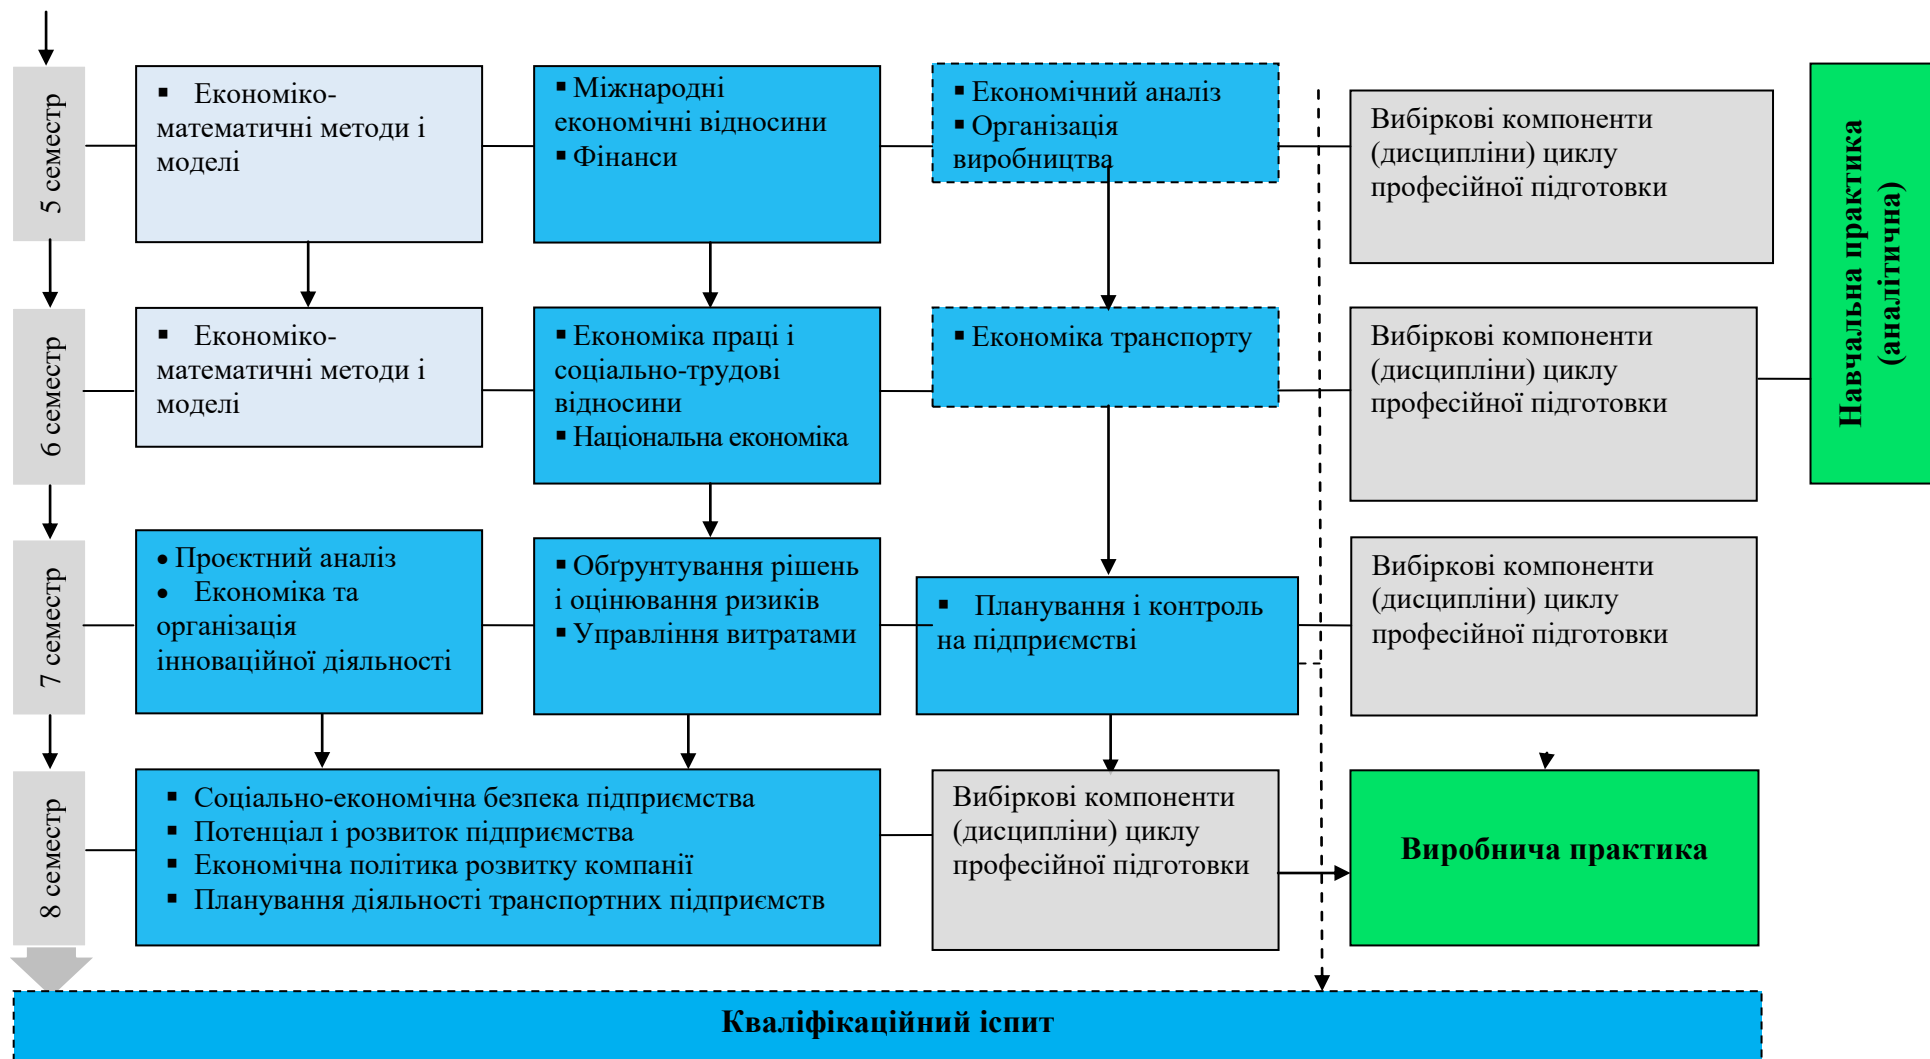 5 семестр
▪ Економіко-
математичні методи і
моделі
▪ Міжнародні
економічні відносини
▪ Фінанси
▪ Економічний аналіз
▪ Організація
виробництва
Вибіркові компоненти
(дисципліни) циклу
професійної підготовки
Навчальна практика
(аналітична)
6 семестр
▪ Економіко-
математичні методи і
моделі
▪ Економіка праці і
соціально-трудові
відносини
▪ Національна економіка
▪ Економіка транспорту
Вибіркові компоненти
(дисципліни) циклу
професійної підготовки
7 семестр
• Проєктний аналіз
• Економіка та
організація
інноваційної діяльності
▪ Обґрунтування рішень
і оцінювання ризиків
▪ Управління витратами
▪ Планування і контроль
на підприємстві
Вибіркові компоненти
(дисципліни) циклу
професійної підготовки
8 семестр
▪ Соціально-економічна безпека підприємства
▪ Потенціал і розвиток підприємства
▪ Економічна політика розвитку компанії
▪ Планування діяльності транспортних підприємств
Вибіркові компоненти
(дисципліни) циклу
професійної підготовки
Виробнича практика
Кваліфікаційний іспит